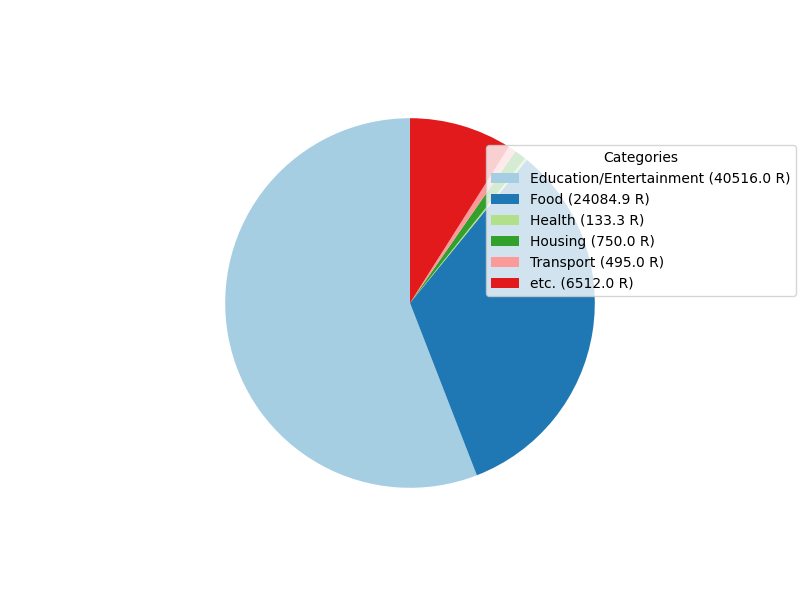 Categories
Education/Entertainment (40516.0 R)
Food (24084.9 R)
Health (133.3 R)
Housing (750.0 R)
Transport (495.0 R)
etc. (6512.0 R)